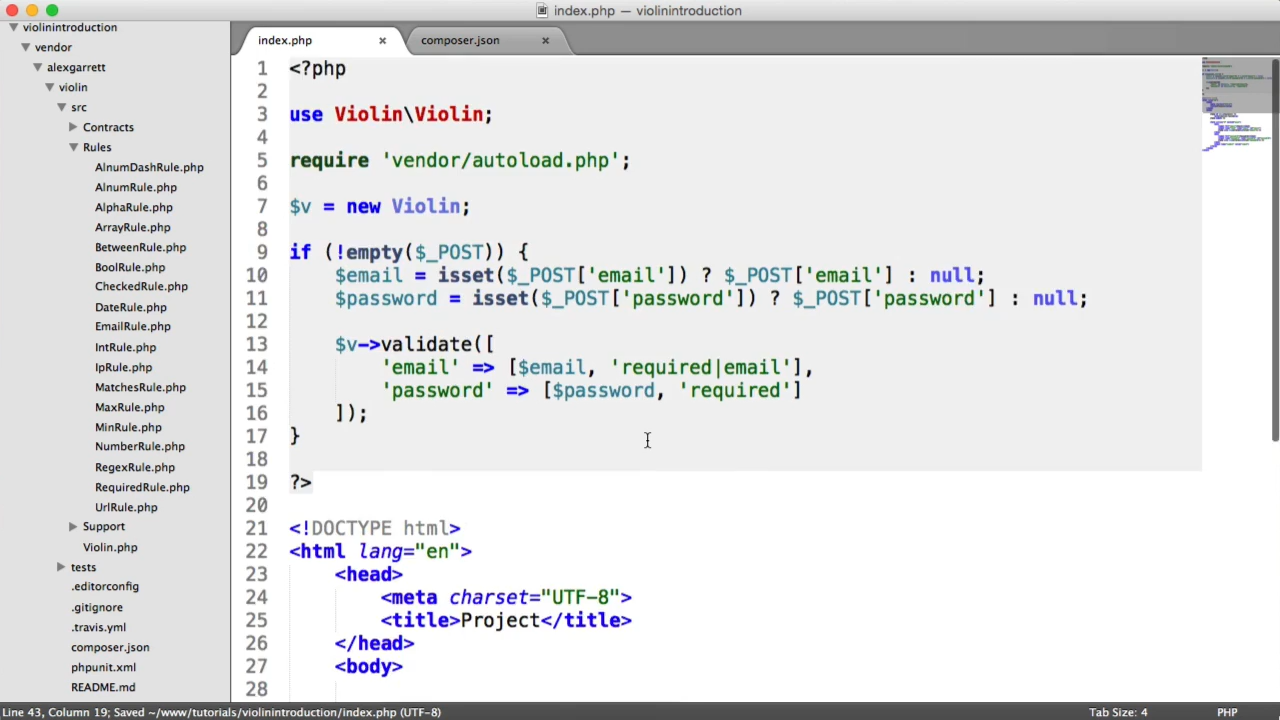 index.php — violinintroduction
violinintroduction
vendor
alexgarrett
violin
src
Contracts
Rules
AlnumDashRule.php
AlnumRule.php
AlphaRule.php
ArrayRule.php
BetweenRule.php
BoolRule.php
CheckedRule.php
DateRule.php
EmailRule.php
IntRule.php
IpRule.php
MatchesRule.php
MaxRule.php
MinRule.php
NumberRule.php
RegexRule.php
RequiredRule.php
UrlRule.php
Support
Violin.php
tests
.editorconfig
.gitignore
.travis.yml
composer.json
phpunit.xml
README.md
index.php × composer.json ×
1 <?php
2
3 use Violin\Violin;
4
5 require 'vendor/autoload.php';
6
7 $v = new Violin;
8
9 if (!empty($_POST)) {
10     $email = isset($_POST['email']) ? $_POST['email'] : null;
11     $password = isset($_POST['password']) ? $_POST['password'] : null;
12
13     $v->validate([
14         'email' => [$email, 'required|email'],
15         'password' => [$password, 'required']
16     ]);
17 }
18
19 ?>
20
21 <!DOCTYPE html>
22 <html lang="en">
23     <head>
24         <meta charset="UTF-8">
25         <title>Project</title>
26     </head>
27     <body>
28
Line 43, Column 19; Saved ~/www/tutorials/violinintroduction/index.php (UTF-8) Tab Size: 4 PHP